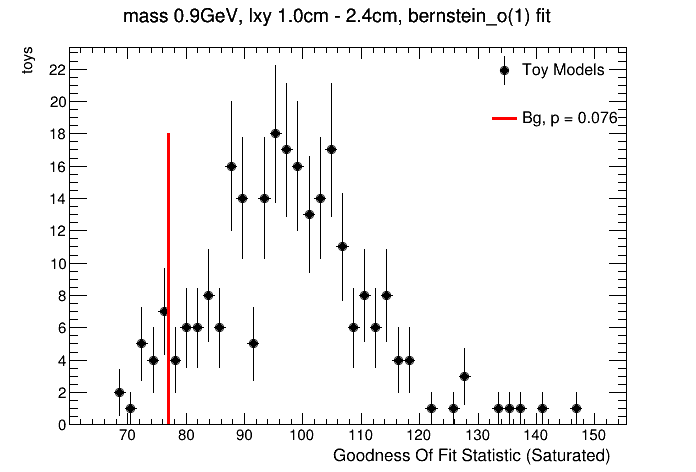 mass 0.9GeV, lxy 1.0cm - 2.4cm, bernstein_o(1) fit
toys
Toy Models
Bg, p = 0.076
22
20
18
16
14
12
10
8
6
4
2
0
70 80 90 100 110 120 130 140 150
Goodness Of Fit Statistic (Saturated)